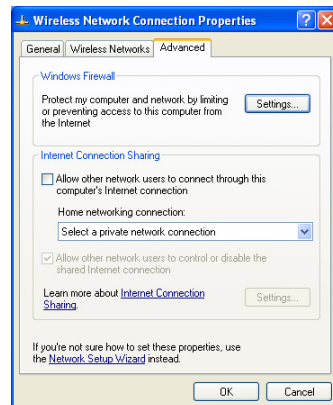 Wireless Network Connection Properties
General Wireless Networks Advanced
Windows Firewall
Protect my computer and network by limiting
or preventing access to this computer from
the Internet
Settings...
Internet Connection Sharing
Allow other network users to connect through this
computer's Internet connection
Home networking connection:
Select a private network connection
Allow other network users to control or disable the
shared Internet connection
Learn more about Internet Connection
Sharing.
Settings...
If you're not sure how to set these properties, use
the Network Setup Wizard instead.
OK Cancel